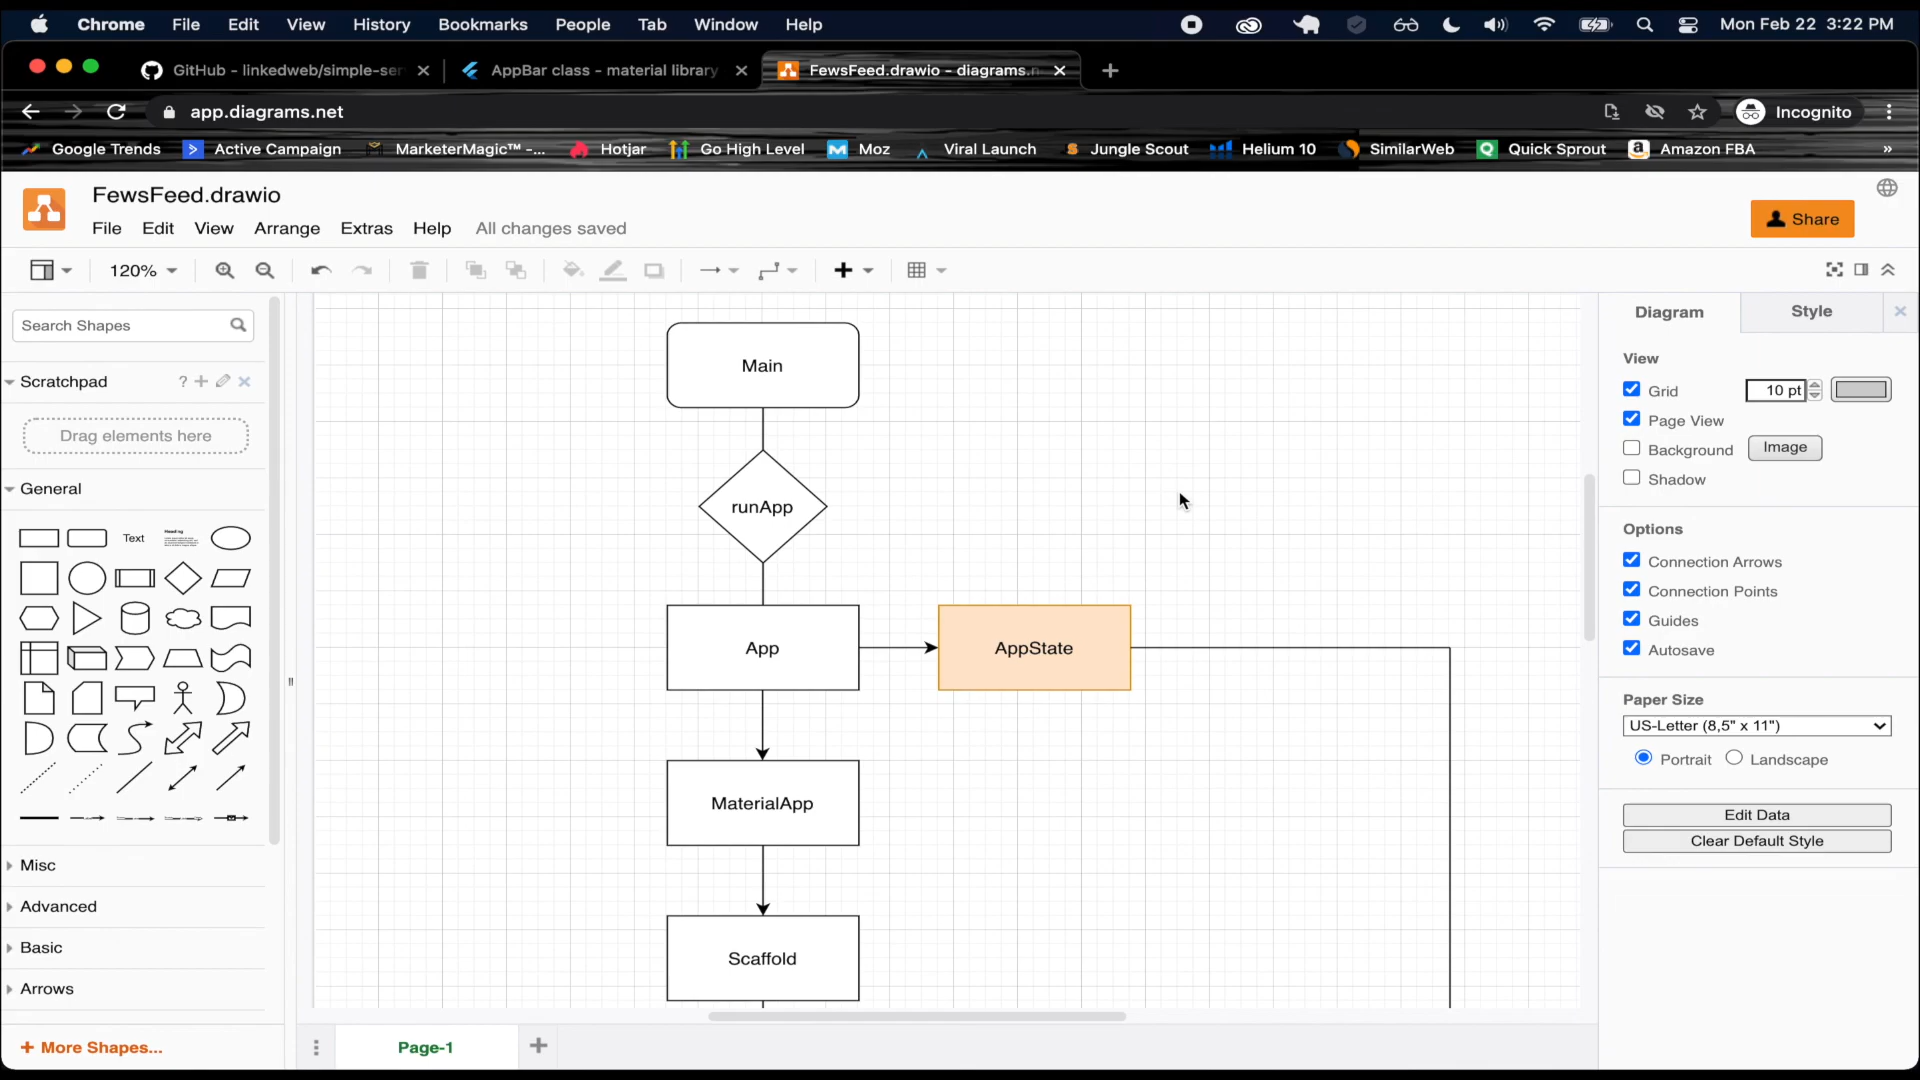 Chrome File Edit View History Bookmarks People Tab Window Help Mon Feb 22 3:22 PM
GitHub - linkedweb/simple-ser AppBar class - material library FewsFeed.drawio - diagrams.n
app.diagrams.net Incognito
Google Trends Active Campaign MarketerMagic™ -... Hotjar Go High Level Moz Viral Launch Jungle Scout Helium 10 SimilarWeb Quick Sprout Amazon FBA »
FewsFeed.drawio
File Edit View Arrange Extras Help All changes saved
Share
120%
Search Shapes
Scratchpad ?
Drag elements here
General
Text
Heading
Misc
Advanced
Basic
Arrows
+ More Shapes...
Main
runApp
App
AppState
MaterialApp
Scaffold
Page-1
Diagram Style
View
Grid 10 pt
Page View
Background Image
Shadow
Options
Connection Arrows
Connection Points
Guides
Autosave
Paper Size
US-Letter (8,5" x 11")
Portrait Landscape
Edit Data
Clear Default Style